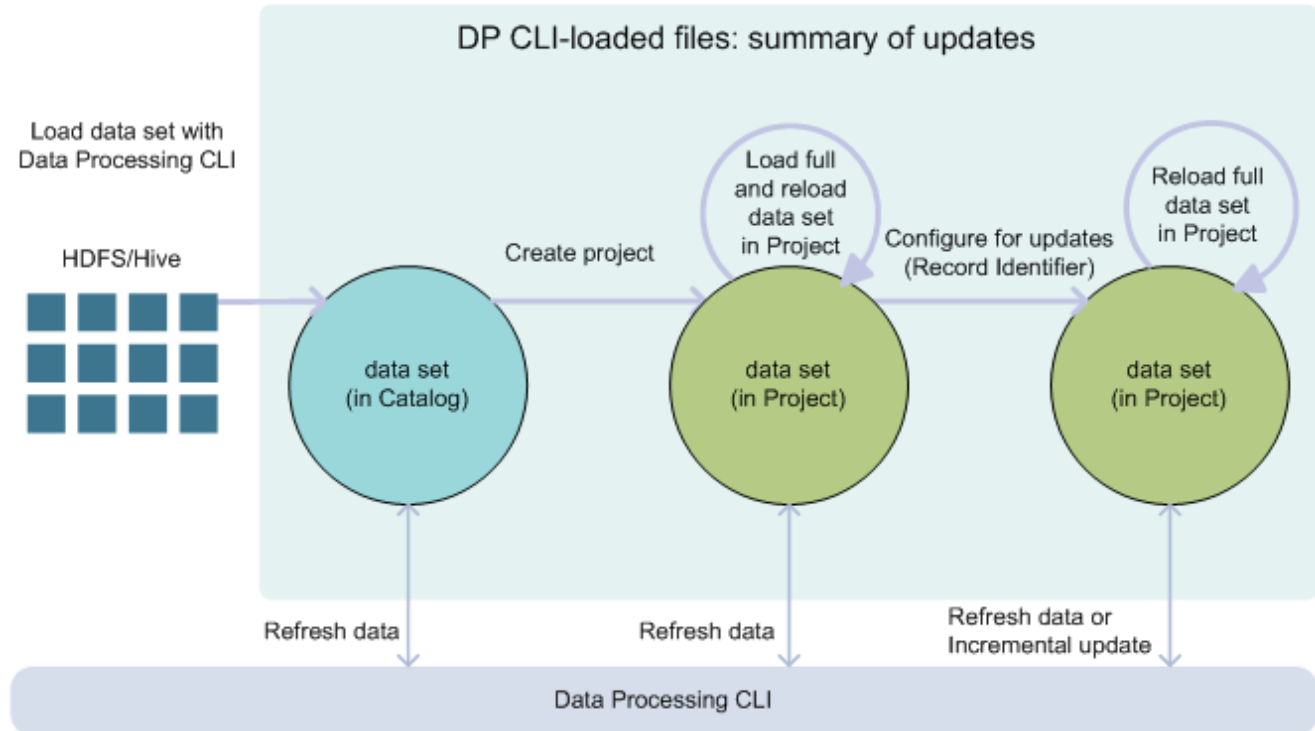 DP CLI-loaded files: summary of updates
Load data set with
Data Processing CLI
HDFS/Hive
Create project
Load full
and reload
data set
in Project
Configure for updates
(Record Identifier)
Reload full
data set
in Project
data set
(in Catalog)
data set
(in Project)
data set
(in Project)
Refresh data
Refresh data
Refresh data or
Incremental update
Data Processing CLI